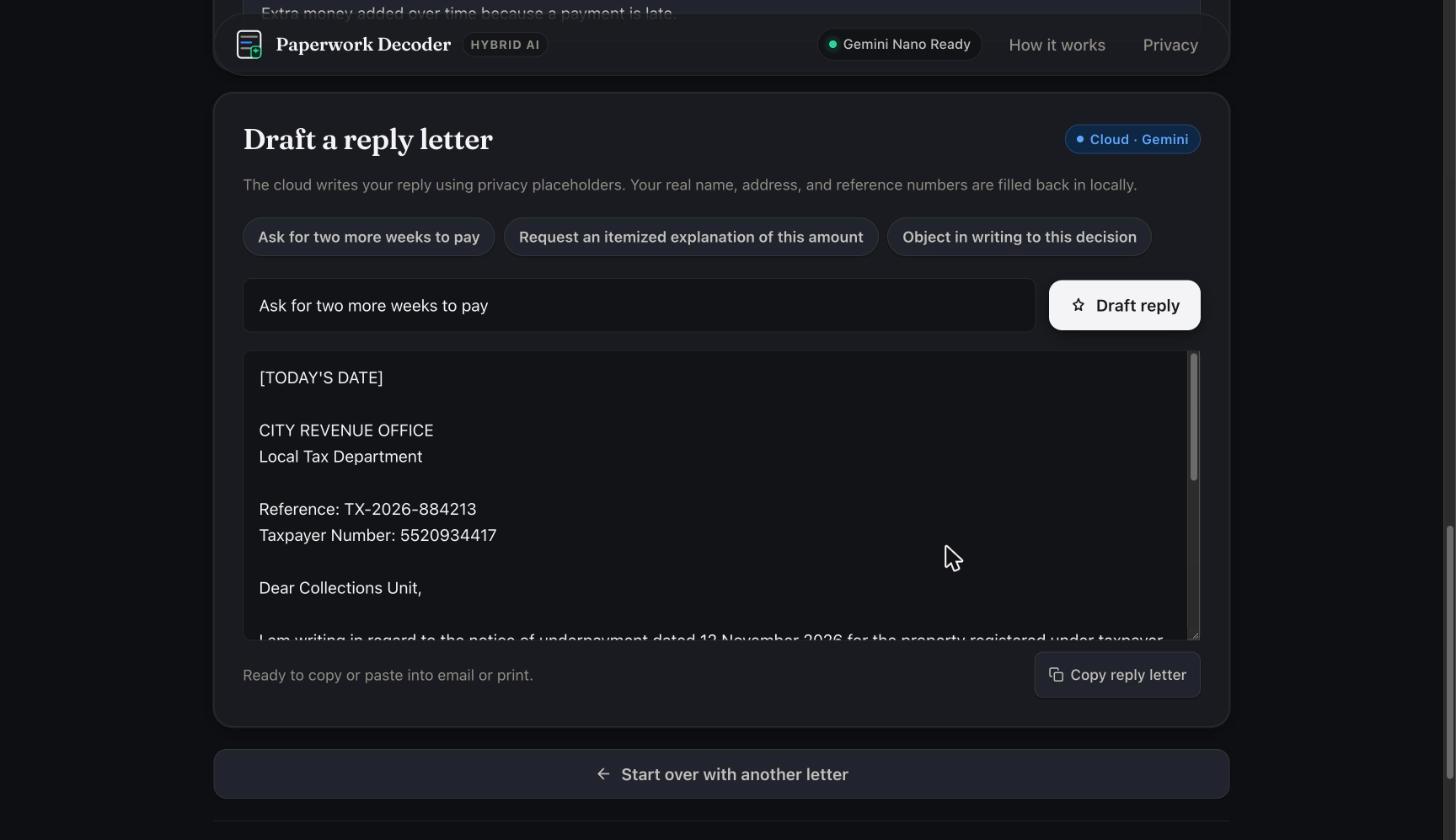 Extra money added over time because a payment is late.
Paperwork Decoder HYBRID AI Gemini Nano Ready How it works Privacy
Draft a reply letter
Cloud · Gemini
The cloud writes your reply using privacy placeholders. Your real name, address, and reference numbers are filled back in locally.
Ask for two more weeks to pay Request an itemized explanation of this amount Object in writing to this decision
Ask for two more weeks to pay Draft reply
[TODAY'S DATE]
CITY REVENUE OFFICE
Local Tax Department
Reference: TX-2026-884213
Taxpayer Number: 5520934417
Dear Collections Unit,
I am writing in regard to the notice of underpayment dated 12 November 2026 for the property registered under taxpayer
Ready to copy or paste into email or print. Copy reply letter
← Start over with another letter